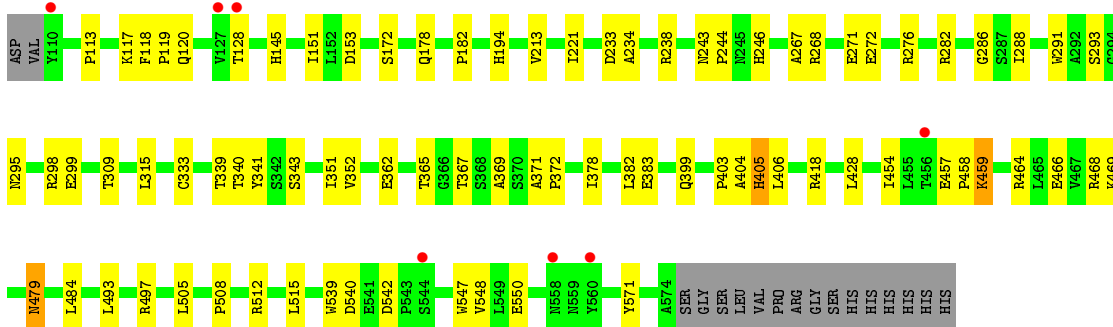 ASP VAL Y110 P113 K117 F118 P119 Q120 V127 T128 H145 I151 L152 D153 S172 Q178 P182 H194 V213 I221 D233 A234 R238 N243 P244 N245 H246 A267 R268 E271 E272 R276 R282 G286 S287 I288 W291 A292 S293 G294
N295 R298 E299 T309 L315 C333 T339 T340 Y341 S342 S343 I351 V352 E362 T365 G366 T367 S368 A369 S370 A371 P372 I378 L382 E383 Q399 P403 A404 H405 L406 R418 L428 I454 L455 T456 E457 P458 K459 R464 L465 E466 V467 R468
N479 L484 L493 R497 L505 P508 R512 L515 W539 D540 E541 D542 P543 S544 W547 V548 L549 E550 N558 N559 Y560 Y571 A574 SER GLY SER LEU VAL PRO ARG GLY SER HIS HIS HIS HIS HIS HIS